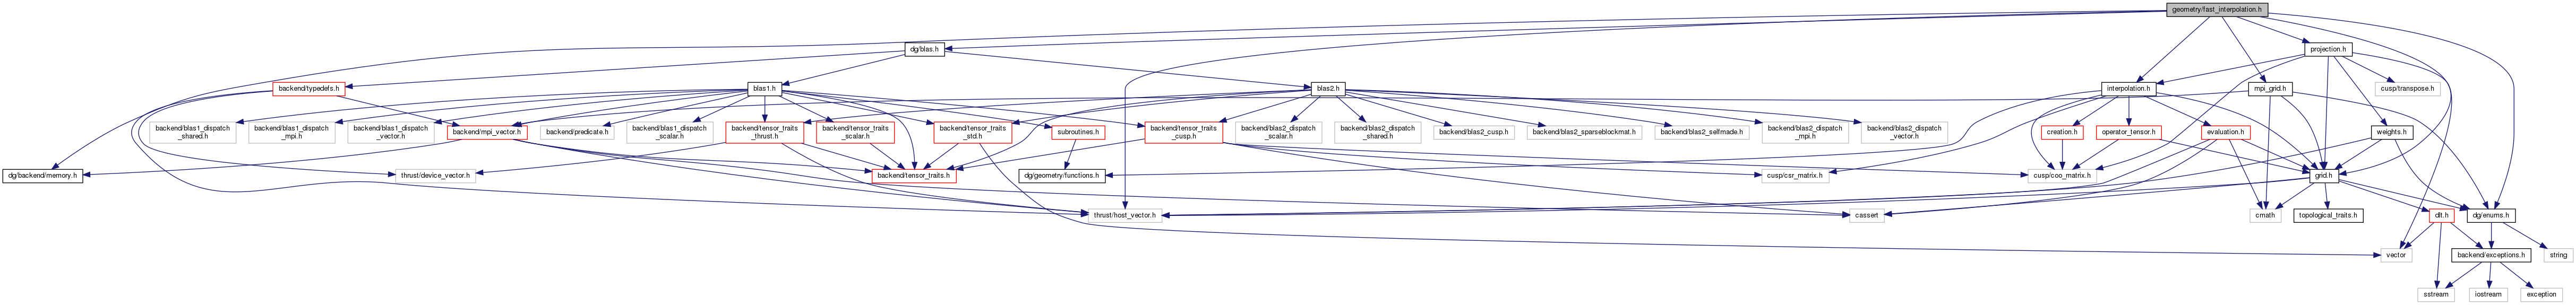 geometry/fast_interpolation.h
dg/blas.h
projection.h
backend/typedefs.h
blas1.h
blas2.h
interpolation.h
mpi_grid.h
cusp/transpose.h
backend/blas1_dispatch
_shared.h
backend/blas1_dispatch
_mpi.h
backend/blas1_dispatch
_vector.h
backend/mpi_vector.h
backend/predicate.h
backend/blas1_dispatch
_scalar.h
backend/tensor_traits
_thrust.h
backend/tensor_traits
_scalar.h
backend/tensor_traits
_std.h
subroutines.h
backend/tensor_traits
_cusp.h
backend/blas2_dispatch
_scalar.h
backend/blas2_dispatch
_shared.h
backend/blas2_cusp.h
backend/blas2_sparseblockmat.h
backend/blas2_selfmade.h
backend/blas2_dispatch
_mpi.h
backend/blas2_dispatch
_vector.h
creation.h
operator_tensor.h
evaluation.h
weights.h
dg/backend/memory.h
thrust/device_vector.h
backend/tensor_traits.h
dg/geometry/functions.h
cusp/csr_matrix.h
cusp/coo_matrix.h
grid.h
thrust/host_vector.h
cassert
cmath
topological_traits.h
dlt.h
dg/enums.h
vector
backend/exceptions.h
string
sstream
iostream
exception